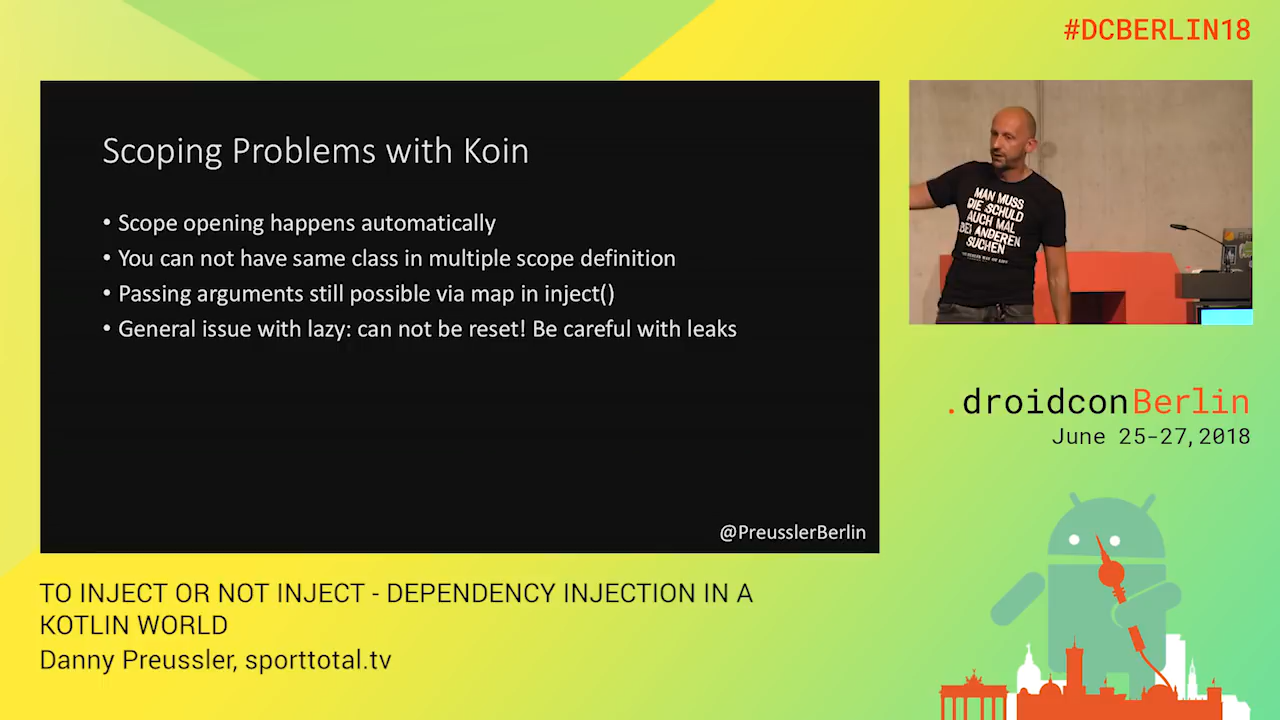 #DCBERLIN18
Scoping Problems with Koin
• Scope opening happens automatically
• You can not have same class in multiple scope definition
• Passing arguments still possible via map in inject()
• General issue with lazy: can not be reset! Be careful with leaks
@PreusslerBerlin
MAN MUSS
DIE SCHULD
AUCH MAL
BEI ANDEREN
SUCHEN
.droidconBerlin
June 25-27,2018
TO INJECT OR NOT INJECT - DEPENDENCY INJECTION IN A
KOTLIN WORLD
Danny Preussler, sporttotal.tv